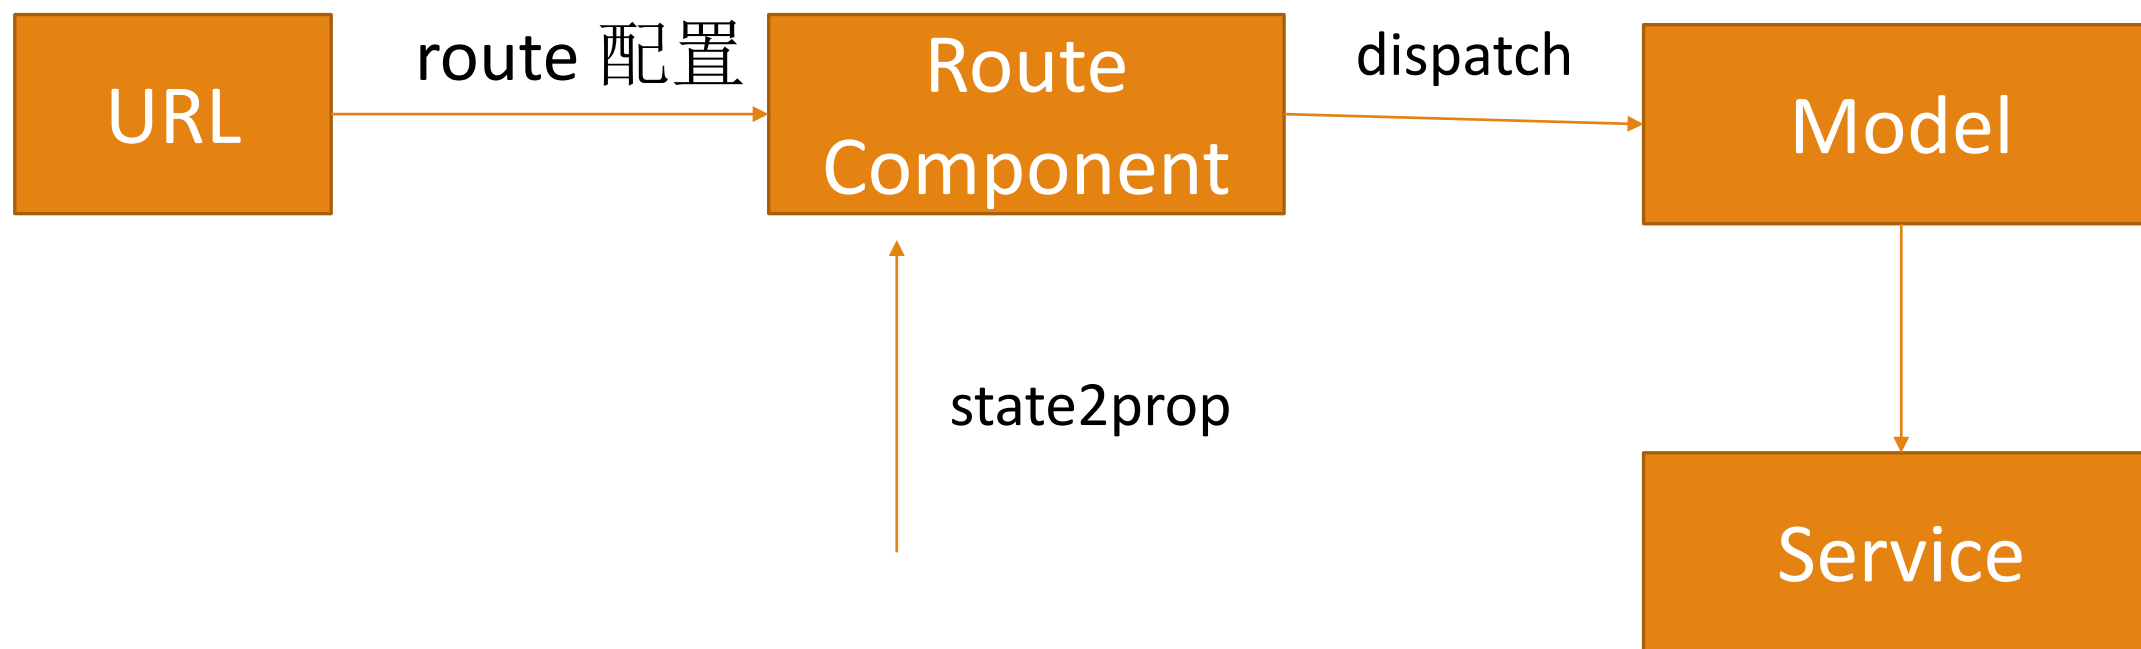 URL
route 配置
Route
Component
dispatch
Model
state2prop
Service